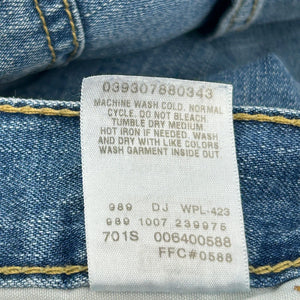 039307880343
MACHINE WASH COLD. NORMAL
CYCLE. DO NOT BLEACH.
TUMBLE DRY MEDIUM.
HOT IRON IF NEEDED. WASH
AND DRY WITH LIKE COLORS.
WASH GARMENT INSIDE OUT
989 DJ WPL-423
989 1007 239975
701S 006400588
FFC#0588